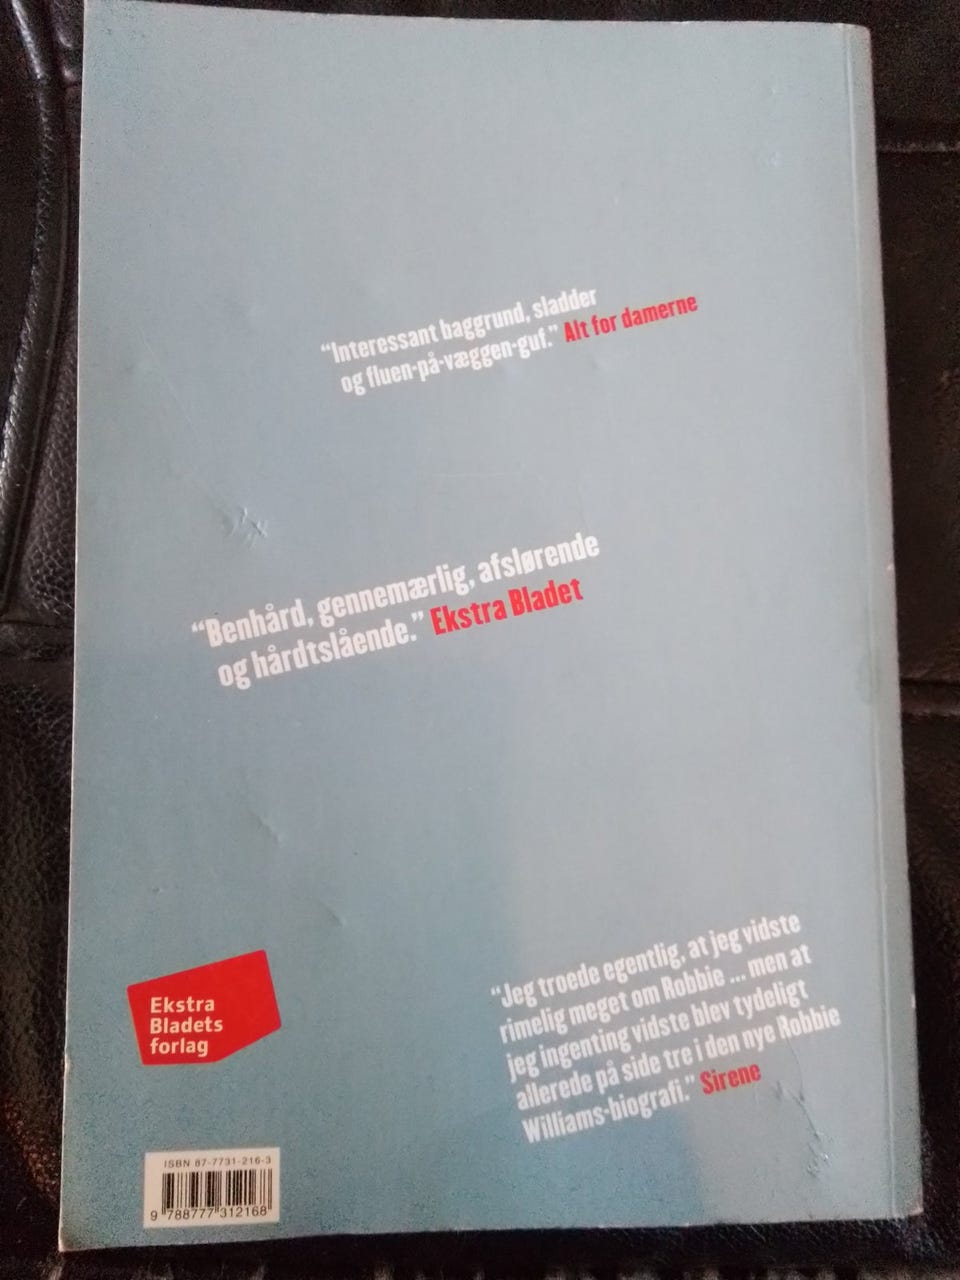 “Interessant baggrund, sladder
og fluen-på-væggen-guf.” Alt for damerne
“Benhård, gennemærlig, afslørende
og hårdtslående.” Ekstra Bladet
“Jeg troede egentlig, at jeg vidste
rimelig meget om Robbie ... men at
jeg ingenting vidste blev tydeligt
allerede på side tre i den nye Robbie
Williams-biografi.” Sirene
Ekstra
Bladets
forlag
ISBN 87-7731-216-3
9 788777 312168